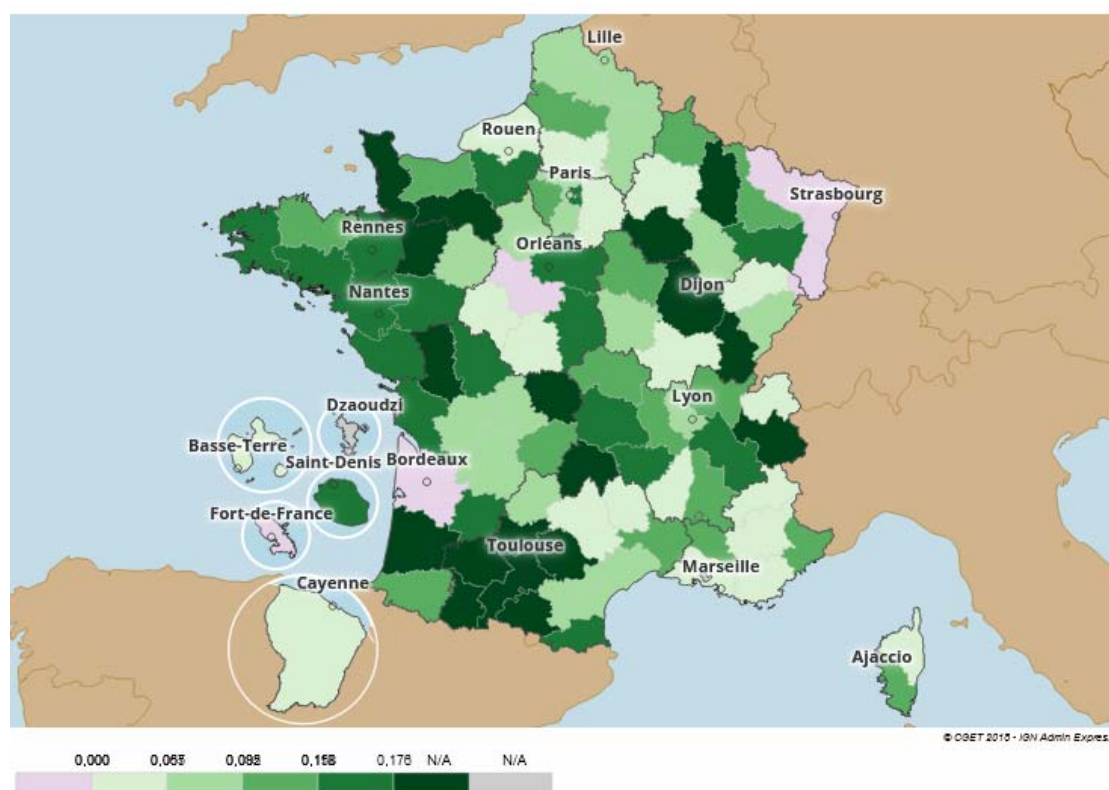 Lille
Rouen
Paris
Strasbourg
Rennes
Orléans
Nantes
Dijon
Lyon
Dzaoudzi
Basse-Terre
Saint-Denis
Bordeaux
Fort-de-France
Toulouse
Marseille
Cayenne
Ajaccio
© CGET 2016 - IGN Admin Expres
0,000 N/A N/A